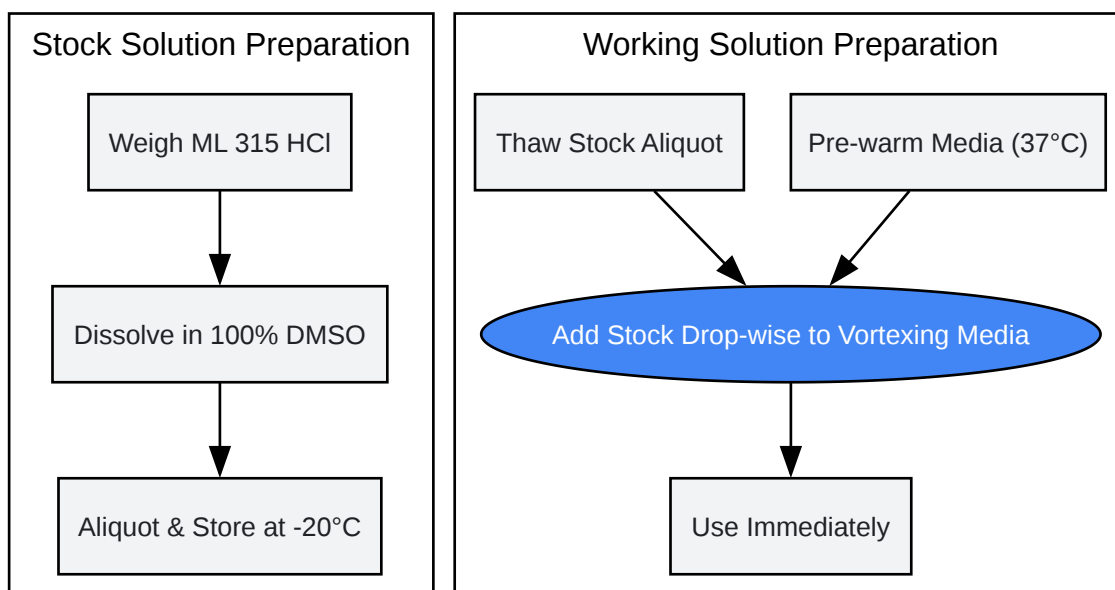 Stock Solution Preparation
Weigh ML 315 HCl
Dissolve in 100% DMSO
Aliquot & Store at -20°C
Working Solution Preparation
Thaw Stock Aliquot
Pre-warm Media (37°C)
Add Stock Drop-wise to Vortexing Media
Use Immediately